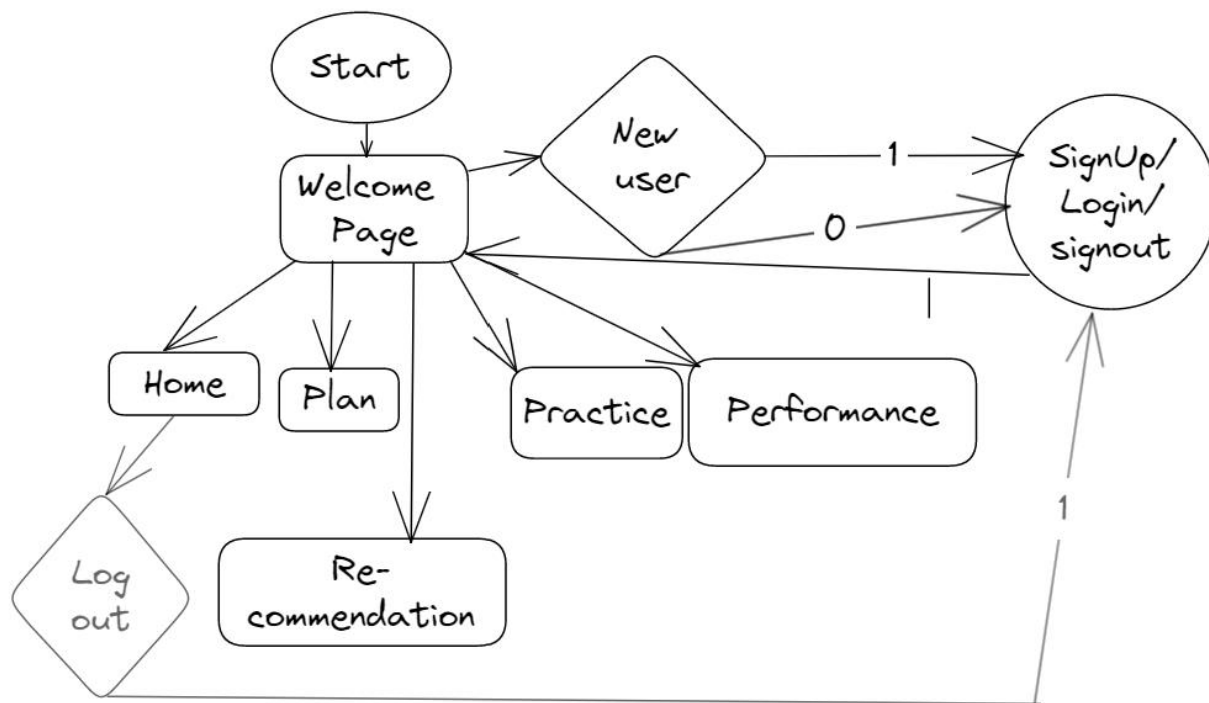 Start
New
user
1
SignUp/
Login/
signout
Welcome
Page
0
|
Home
Plan
Practice
Performance
1
Log
out
Re-
commendation